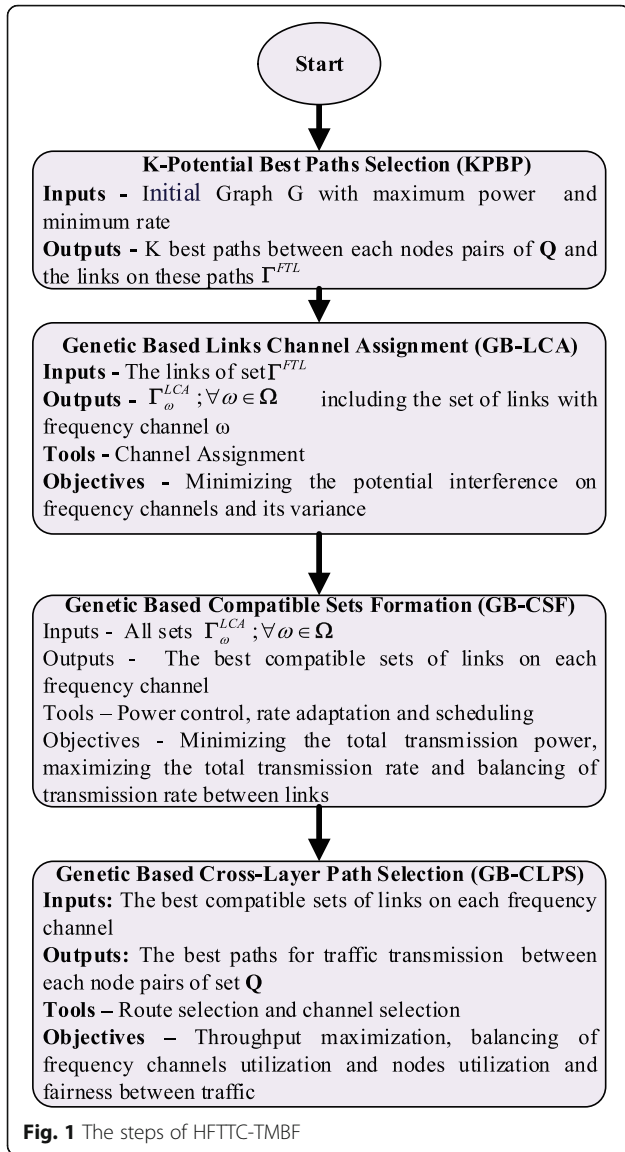 Start
K-Potential Best Paths Selection (KPBP)
Inputs - Initial Graph G with maximum power and
minimum rate
Outputs - K best paths between each nodes pairs of Q and
the links on these paths Γ^{FTL}
Genetic Based Links Channel Assignment (GB-LCA)
Inputs - The links of set Γ^{FTL}
Outputs - Γ_ω^{LCA} ; ∀ω ∈ Ω including the set of links with
frequency channel ω
Tools - Channel Assignment
Objectives - Minimizing the potential interference on
frequency channels and its variance
Genetic Based Compatible Sets Formation (GB-CSF)
Inputs - All sets Γ_ω^{LCA} ; ∀ω ∈ Ω
Outputs - The best compatible sets of links on each
frequency channel
Tools – Power control, rate adaptation and scheduling
Objectives - Minimizing the total transmission power,
maximizing the total transmission rate and balancing of
transmission rate between links
Genetic Based Cross-Layer Path Selection (GB-CLPS)
Inputs: The best compatible sets of links on each frequency
channel
Outputs: The best paths for traffic transmission between
each node pairs of set Q
Tools – Route selection and channel selection
Objectives – Throughput maximization, balancing of
frequency channels utilization and nodes utilization and
fairness between traffic
Fig. 1 The steps of HFTTC-TMBF